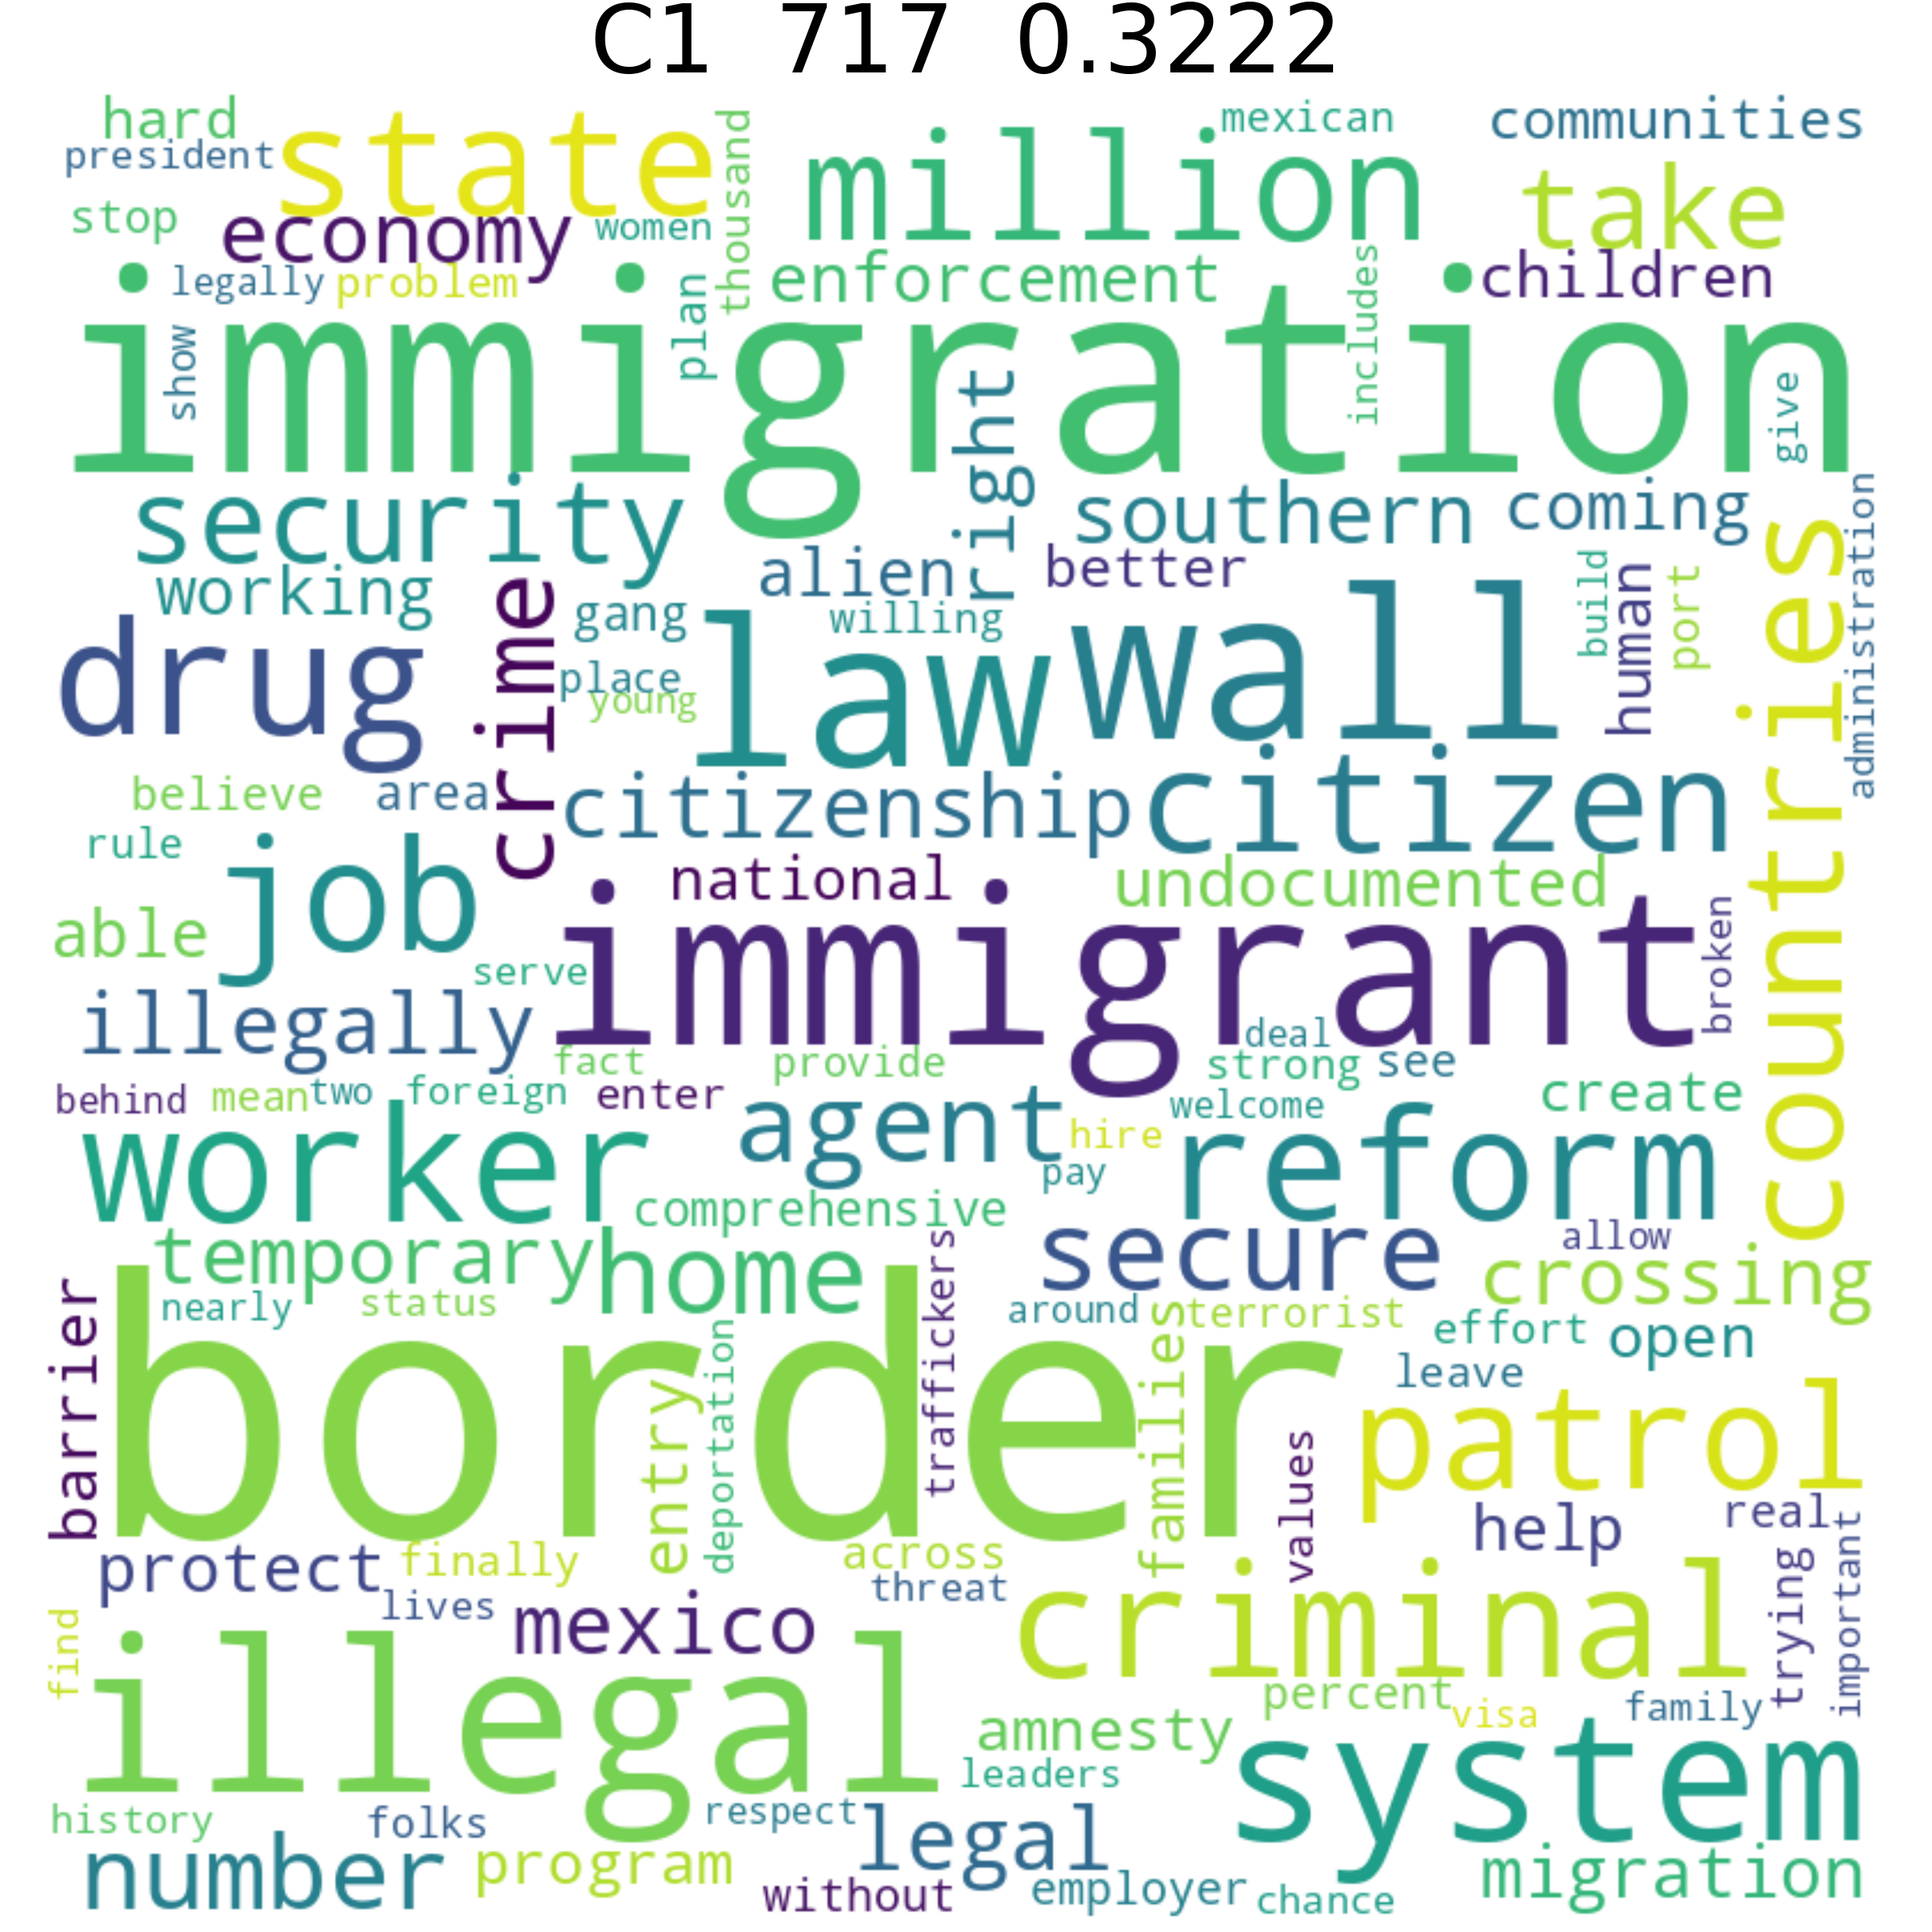 C1 717 0.3222
hard
state
thousand
million
mexican
communities
president
take
stop
economy
women
legally
problem
plan
enforcement
includes
children
immigration
show
right
give
security
southern
coming
administration
working
alien
better
build
human
port
countries
crime
gang
willing
drug
law
wall
place
young
believe
area
citizenship
citizen
rule
job
national
undocumented
able
immigrant
broken
serve
illegally
deal
fact
provide
strong
see
behind
mean
two
foreign
enter
agent
welcome
create
worker
hire
reform
pay
comprehensive
temporary
home
traffickers
secure
allow
crossing
barrier
nearly
status
around
families
terrorist
effort
open
border
deportation
entry
leave
values
patrol
help
real
important
protect
finally
across
threat
trying
find
lives
mexico
criminal
illegal
percent
visa
family
amnesty
leaders
system
history
folks
respect
legal
number
program
without
employer
chance
migration